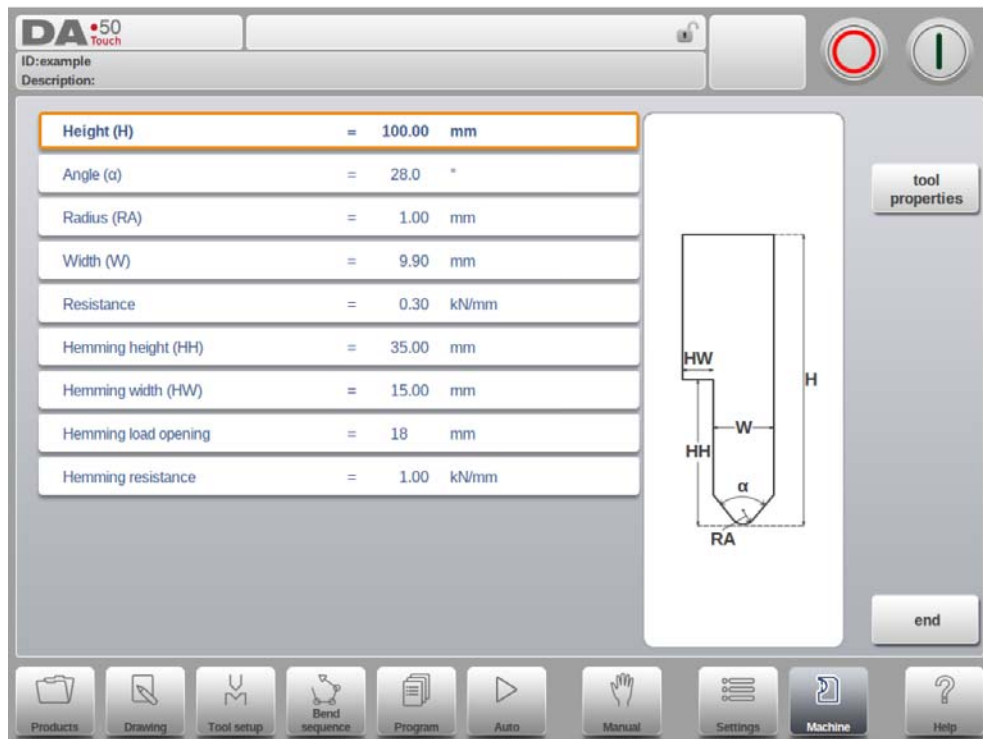 DA•50
Touch
ID:example
Description:
Height (H) = 100.00 mm
Angle (α) = 28.0 °
Radius (RA) = 1.00 mm
Width (W) = 9.90 mm
Resistance = 0.30 kN/mm
Hemming height (HH) = 35.00 mm
Hemming width (HW) = 15.00 mm
Hemming load opening = 18 mm
Hemming resistance = 1.00 kN/mm
HW
H
W
HH
α
RA
tool
properties
end
Products
Drawing
Tool setup
Bend
sequence
Program
Auto
Manual
Settings
Machine
Help